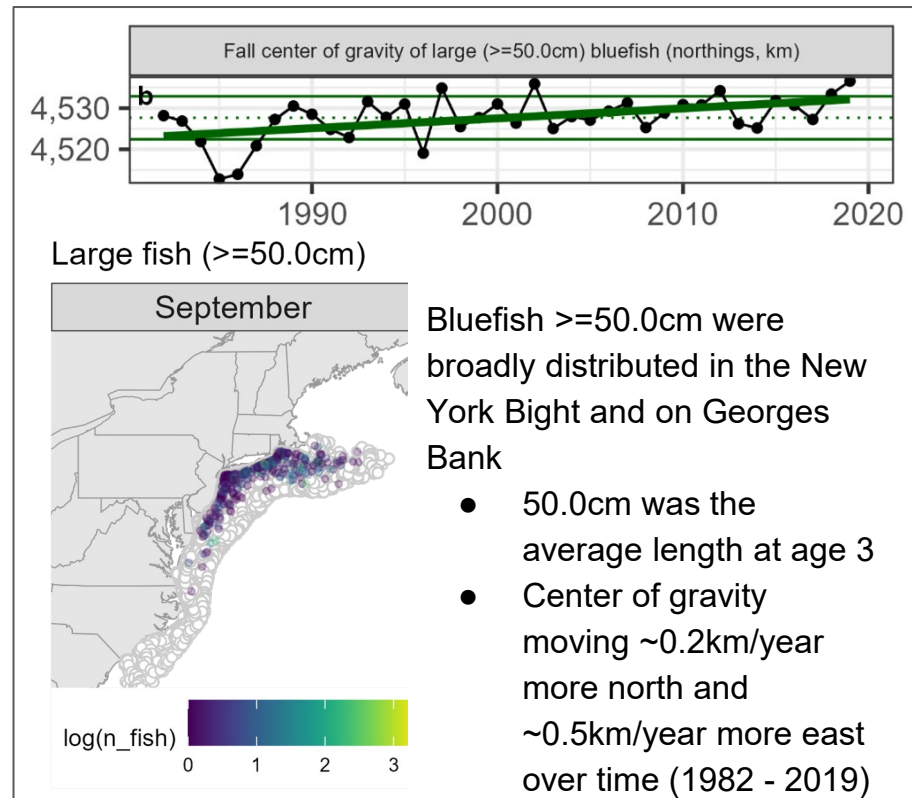 Fall center of gravity of large (>=50.0cm) bluefish (northings, km)
b
4,530
4,520
1990 2000 2010 2020
Large fish (>=50.0cm)
September
Bluefish >=50.0cm were
broadly distributed in the New
York Bight and on Georges
Bank
● 50.0cm was the
average length at age 3
● Center of gravity
moving ~0.2km/year
more north and
~0.5km/year more east
over time (1982 - 2019)
log(n_fish)
0 1 2 3